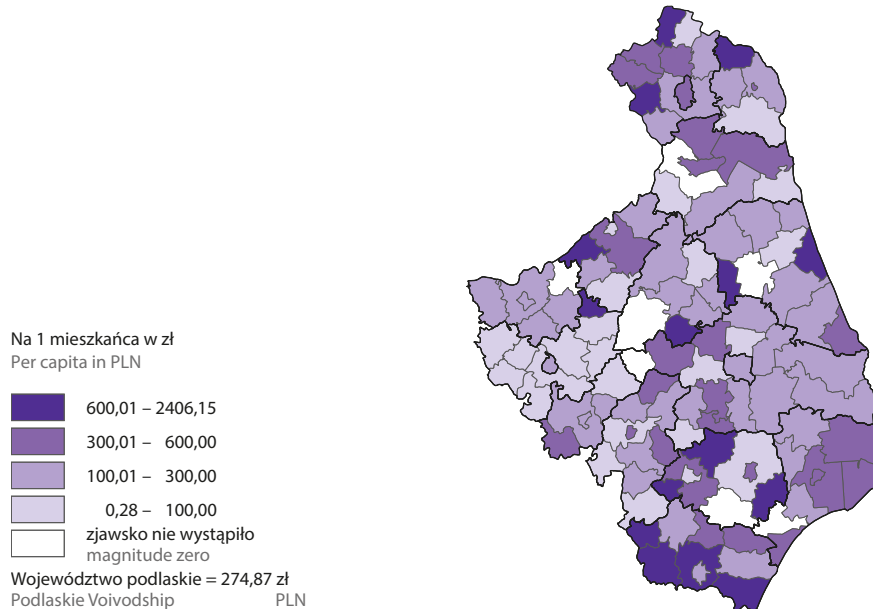 Na 1 mieszkańca w zł
Per capita in PLN
600,01 – 2406,15
300,01 – 600,00
100,01 – 300,00
0,28 – 100,00
zjawsko nie wystąpiło
magnitude zero
Województwo podlaskie = 274,87 zł
Podlaskie Voivodship PLN